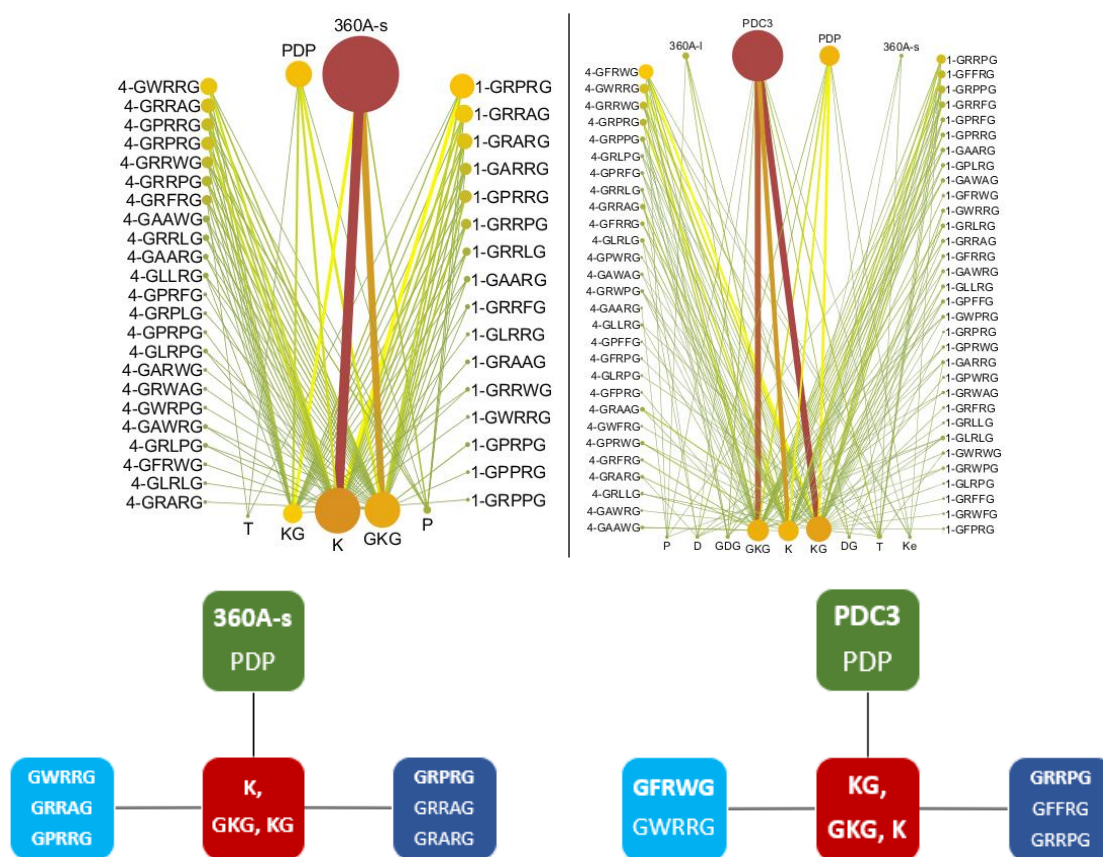 360A-s
PDP
4-GWRRG
4-GRRAG
4-GPRRG
4-GRPRG
4-GRRWG
4-GRRPG
4-GRFRG
4-GAAWG
4-GRRLG
4-GAARG
4-GLLRG
4-GPRFG
4-GRPLG
4-GPRPG
4-GLRPG
4-GARWG
4-GRWAG
4-GWRPG
4-GAWRG
4-GRLPG
4-GFRWG
4-GLRLG
4-GRARG
1-GRPRG
1-GRRAG
1-GRARG
1-GARRG
1-GPRRG
1-GRRPG
1-GRRLG
1-GAARG
1-GRRFG
1-GLRRG
1-GRAAG
1-GRRWG
1-GWRRG
1-GPRPG
1-GPPRG
1-GRPPG
T
KG
K
GKG
P
PDC3
360A-l
PDP
360A-s
4-GFRWG
4-GWRRG
4-GRRWG
4-GRPRG
4-GRPPG
4-GRLPG
4-GPRFG
4-GRRLG
4-GRRAG
4-GFRRG
4-GLRLG
4-GPWRG
4-GAWAG
4-GRWPG
4-GAARG
4-GLLRG
4-GPFFG
4-GFRPG
4-GLRPG
4-GFPRG
4-GRAAG
4-GWFRG
4-GPRWG
4-GRFRG
4-GRARG
4-GRLLG
4-GAWRG
4-GAAWG
1-GRRPG
1-GFFRG
1-GRPPG
1-GRRFG
1-GPRFG
1-GPRRG
1-GAARG
1-GPLRG
1-GAWAG
1-GFRWG
1-GWRRG
1-GRLRG
1-GRRAG
1-GFRRG
1-GAWRG
1-GLLRG
1-GPFFG
1-GWPRG
1-GRPRG
1-GPRWG
1-GARRG
1-GPWRG
1-GRWAG
1-GRFRG
1-GRLLG
1-GLRLG
1-GWRWG
1-GRWPG
1-GLRPG
1-GRFFG
1-GRWFG
1-GFPRG
P
D
GDG
GKG
K
KG
DG
T
Ke
360A-s
PDP
GWRRG
GRRAG
GPRRG
K,
GKG, KG
GRPRG
GRRAG
GRARG
PDC3
PDP
GFRWG
GWRRG
KG,
GKG, K
GRRPG
GFFRG
GRRPG